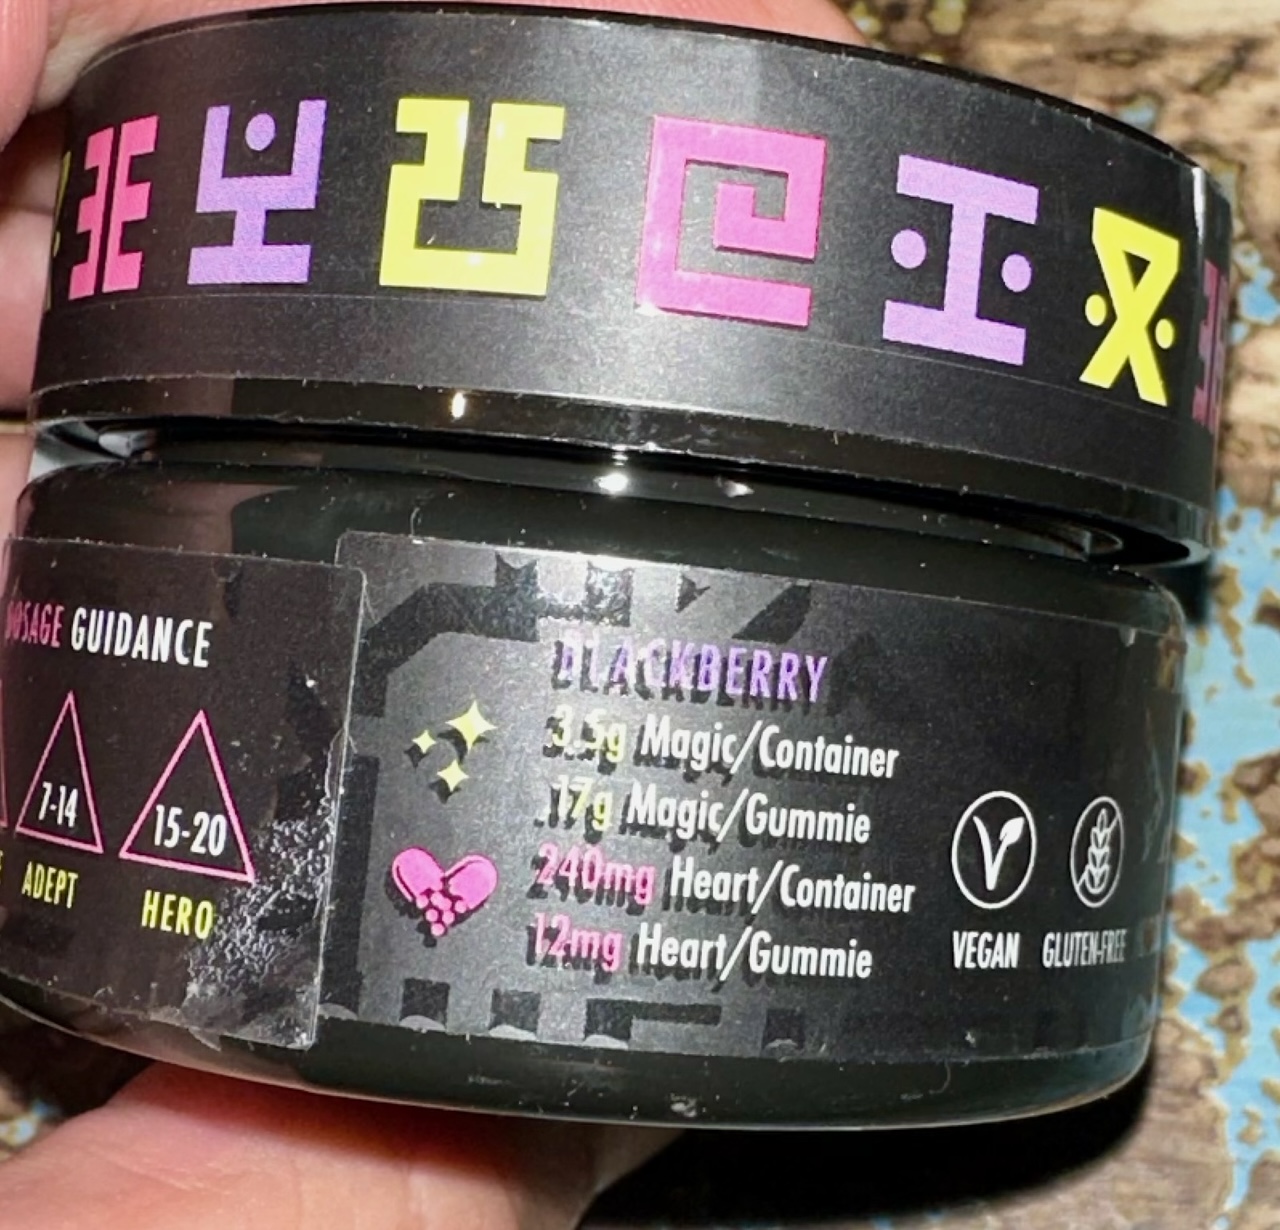 DOSAGE GUIDANCE
7-14
15-20
ADEPT
HERO
BLACKBERRY
3.5g Magic/Container
.17g Magic/Gummie
240mg Heart/Container
12mg Heart/Gummie
VEGAN
GLUTEN-FREE